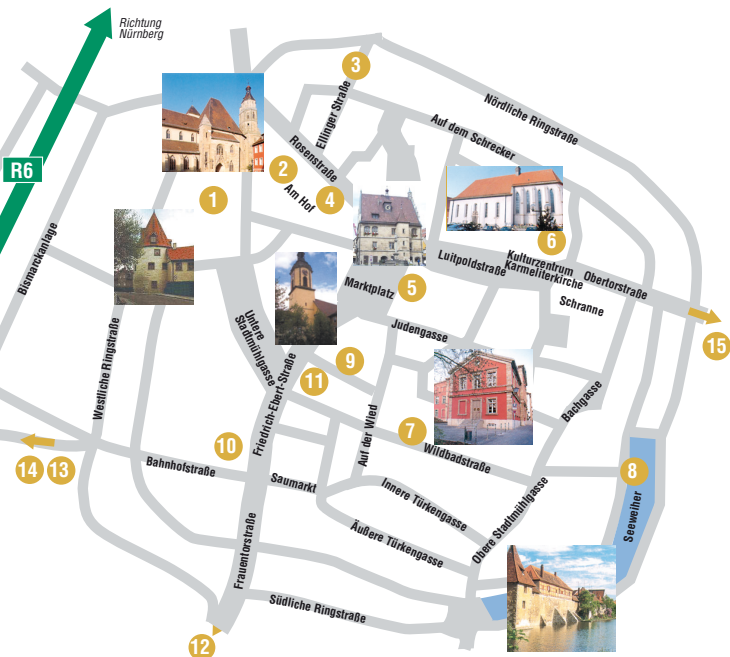 Richtung
Nürnberg
3
Nördliche Ringstraße
Ellinger Straße
Auf dem Schrecker
Rosenstraße
R6
2
1
Am Hof
4
6
Bismarckanlage
Luitpoldstraße
Kulturzentrum
Karmeliterkirche
Obertorstraße
Marktplatz
5
Schranne
Untere
Stadtmühlgasse
Judengasse
15
Westliche Ringstraße
9
11
Friedrich-Ebert-Straße
Bachgasse
Auf der Wied
7
10
Wildbadstraße
14
13
Bahnhofstraße
Saumarkt
8
Seeweiher
Innere Türkengasse
Obere Stadtmühlgasse
Äußere Türkengasse
Frauentorstraße
Südliche Ringstraße
12